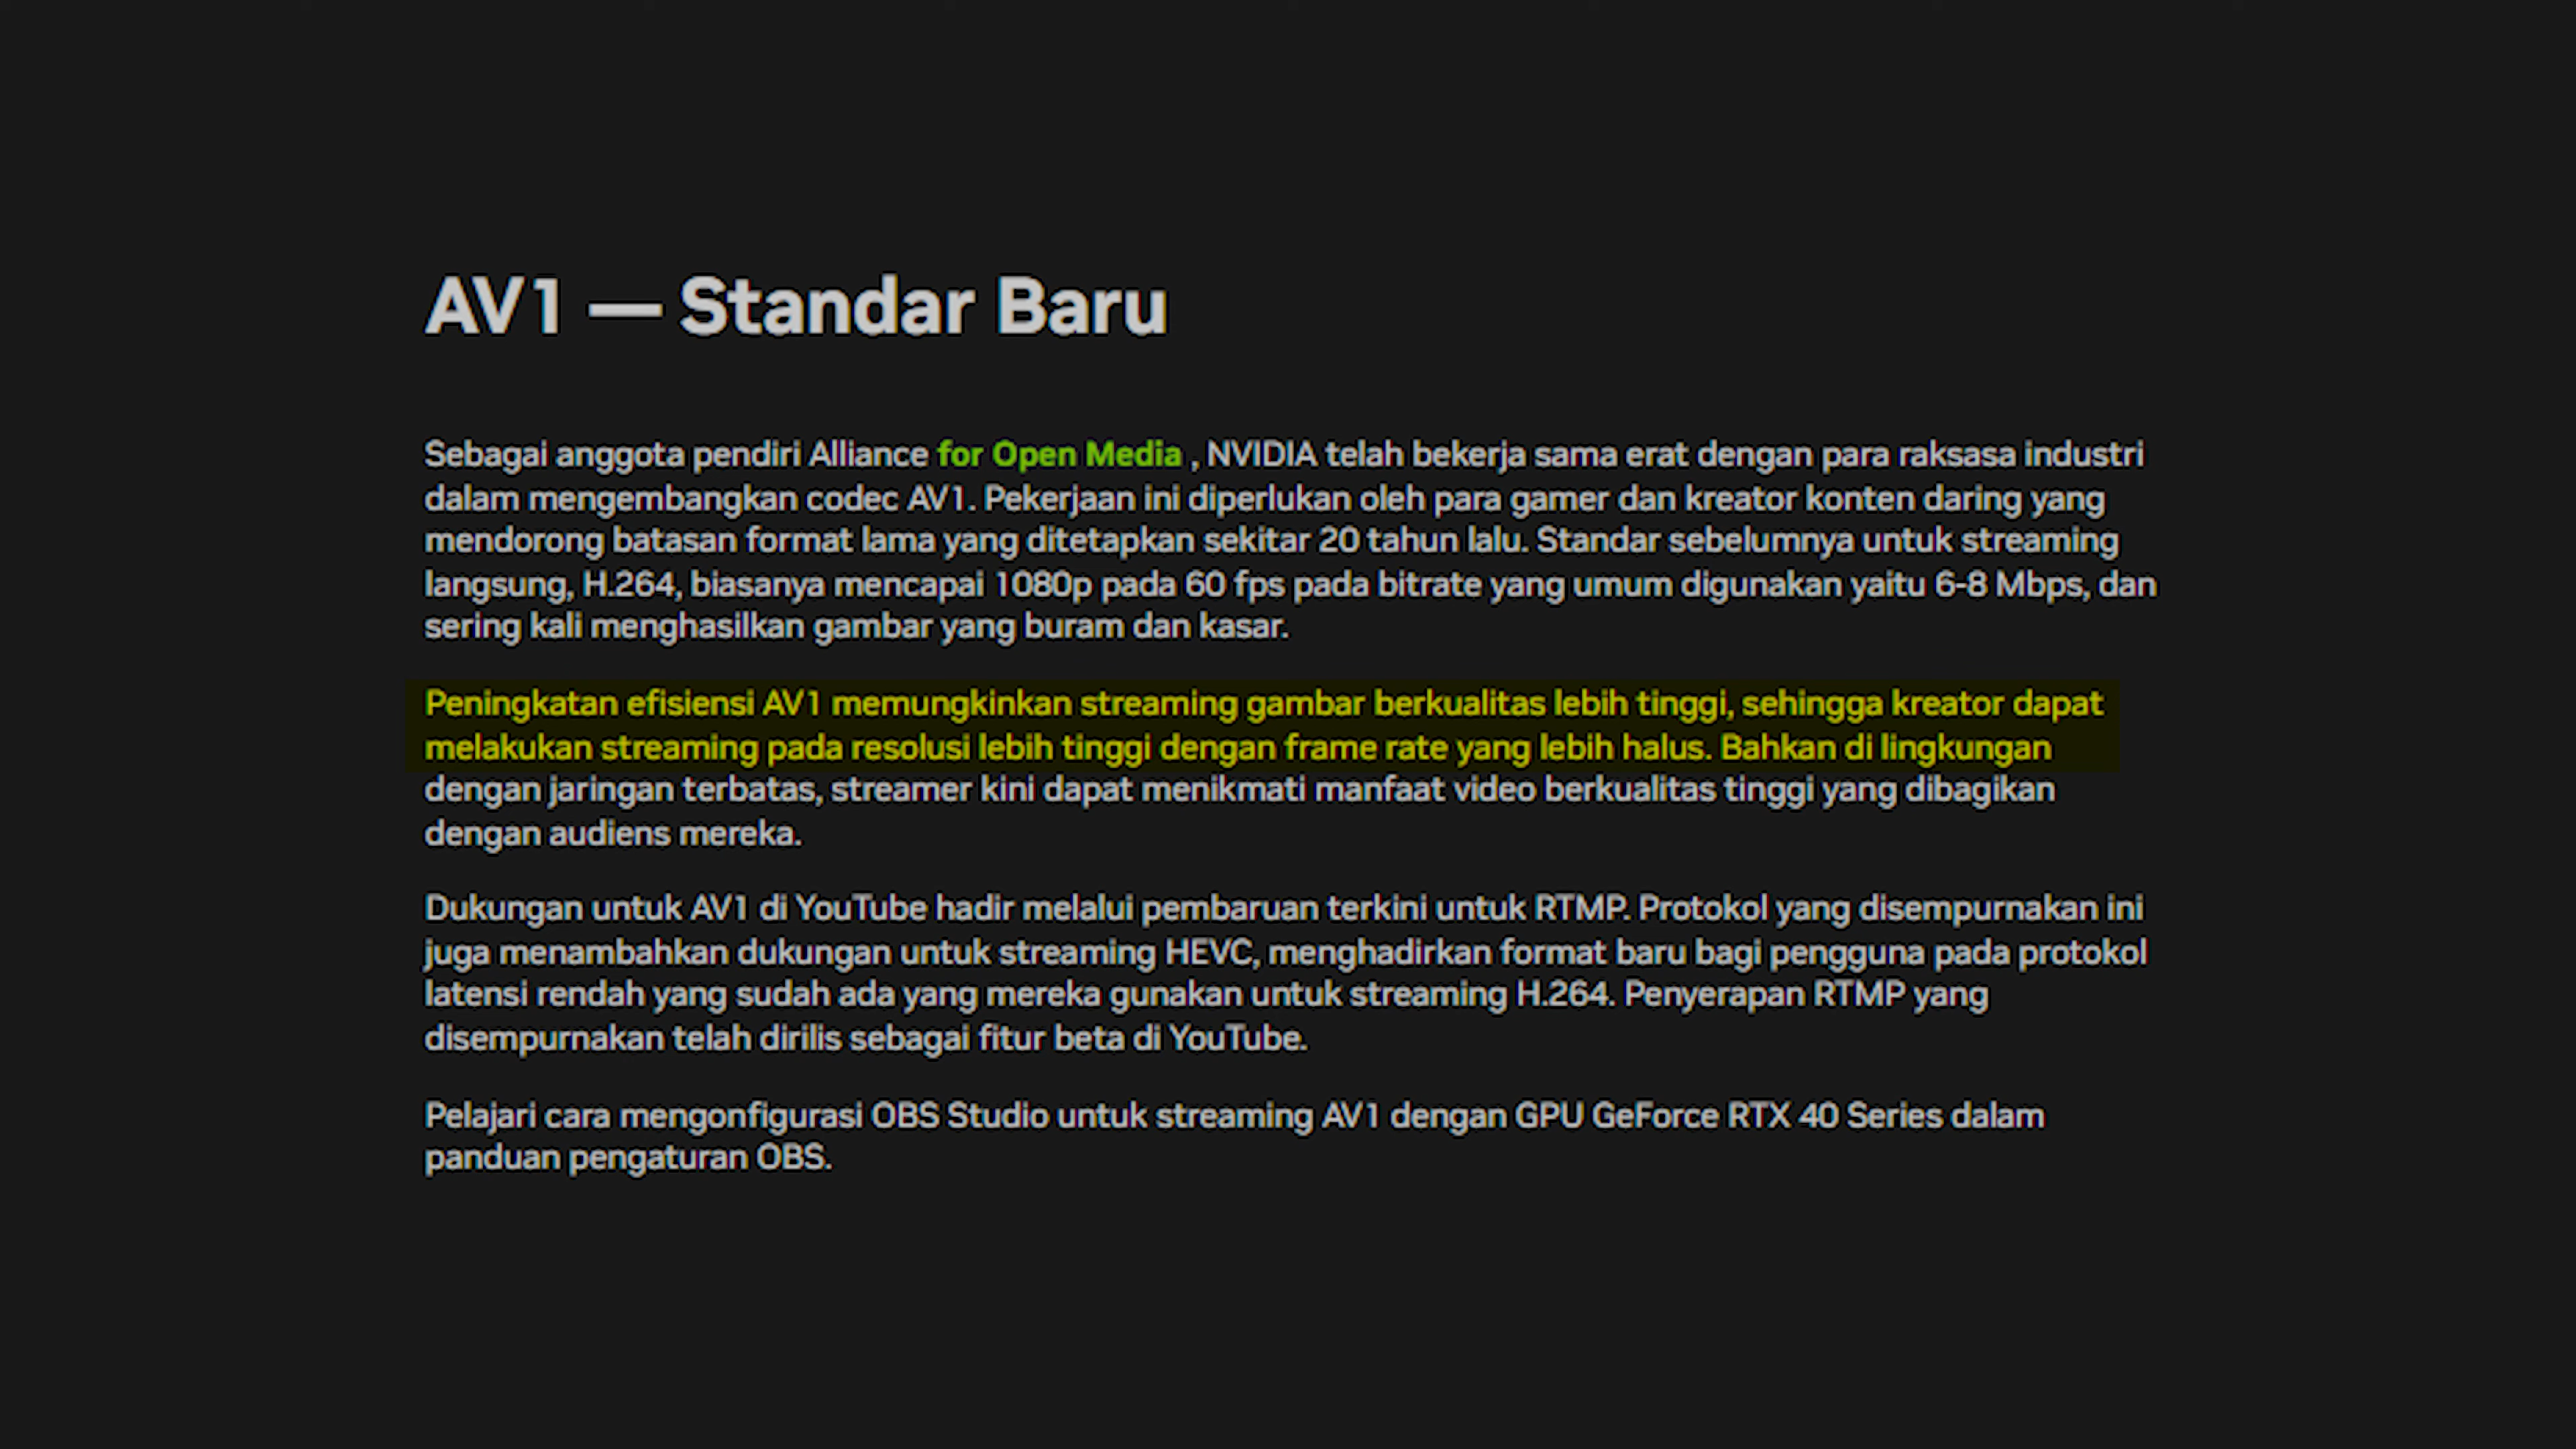 AV1 — Standar Baru
Sebagai anggota pendiri Alliance for Open Media , NVIDIA telah bekerja sama erat dengan para raksasa industri
dalam mengembangkan codec AV1. Pekerjaan ini diperlukan oleh para gamer dan kreator konten daring yang
mendorong batasan format lama yang ditetapkan sekitar 20 tahun lalu. Standar sebelumnya untuk streaming
langsung, H.264, biasanya mencapai 1080p pada 60 fps pada bitrate yang umum digunakan yaitu 6-8 Mbps, dan
sering kali menghasilkan gambar yang buram dan kasar.
Peningkatan efisiensi AV1 memungkinkan streaming gambar berkualitas lebih tinggi, sehingga kreator dapat
melakukan streaming pada resolusi lebih tinggi dengan frame rate yang lebih halus. Bahkan di lingkungan
dengan jaringan terbatas, streamer kini dapat menikmati manfaat video berkualitas tinggi yang dibagikan
dengan audiens mereka.
Dukungan untuk AV1 di YouTube hadir melalui pembaruan terkini untuk RTMP. Protokol yang disempurnakan ini
juga menambahkan dukungan untuk streaming HEVC, menghadirkan format baru bagi pengguna pada protokol
latensi rendah yang sudah ada yang mereka gunakan untuk streaming H.264. Penyerapan RTMP yang
disempurnakan telah dirilis sebagai fitur beta di YouTube.
Pelajari cara mengonfigurasi OBS Studio untuk streaming AV1 dengan GPU GeForce RTX 40 Series dalam
panduan pengaturan OBS.